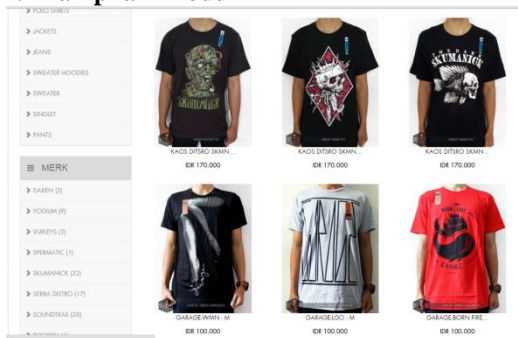 POLO SHIRTS
JACKETS
JEANS
SWEATER HOODIES
SWEATER
SINGLET
PANTS
MERK
DAKEN (3)
YODIUM (9)
VURLEYS (3)
SPERMATIC (1)
SKUMANICK (32)
SERBA DISTRO (17)
SOUNDTRAX (28)
KAOS DITSRO SKMN...
IDR 170.000
KAOS DITSRO SKMN...
IDR 170.000
SKUMANICK
KAOS DITSRO SKMN...
IDR 170.000
GARAGE-WMN - M
IDR 100.000
GARAGE-LGO - M
IDR 100.000
GARAGE-BORN FIRE...
IDR 100.000